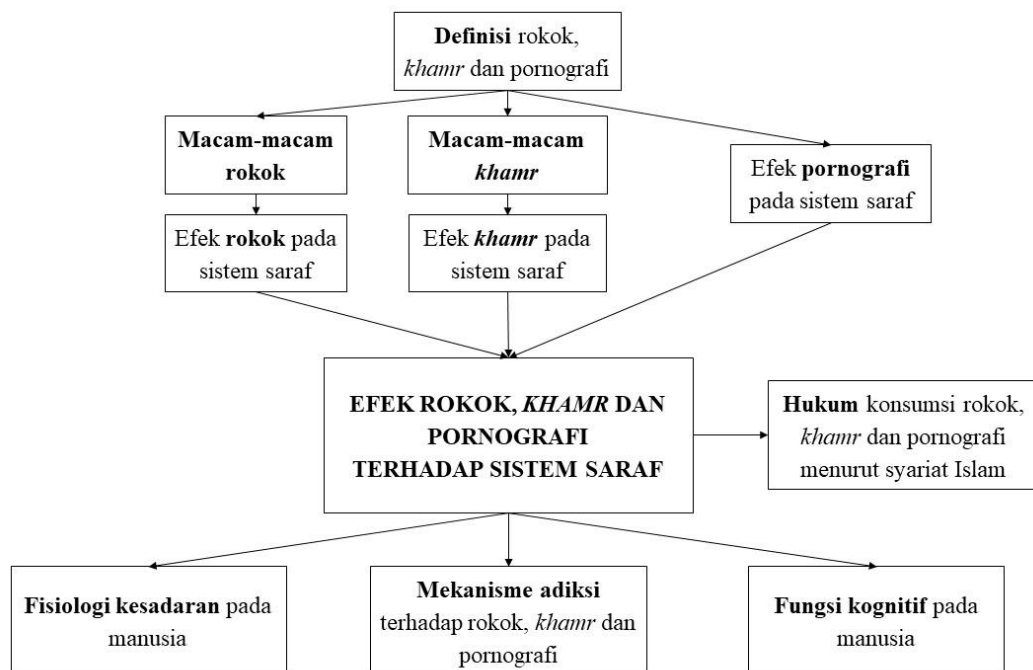 Definisi rokok,
khamr dan pornografi
Macam-macam
rokok
Macam-macam
khamr
Efek pornografi
pada sistem saraf
Efek rokok pada
sistem saraf
Efek khamr pada
sistem saraf
EFEK ROKOK, KHAMR DAN
PORNOGRAFI
TERHADAP SISTEM SARAF
Hukum konsumsi rokok,
khamr dan pornografi
menurut syariat Islam
Fisiologi kesadaran pada
manusia
Mekanisme adiksi
terhadap rokok, khamr dan
pornografi
Fungsi kognitif pada
manusia